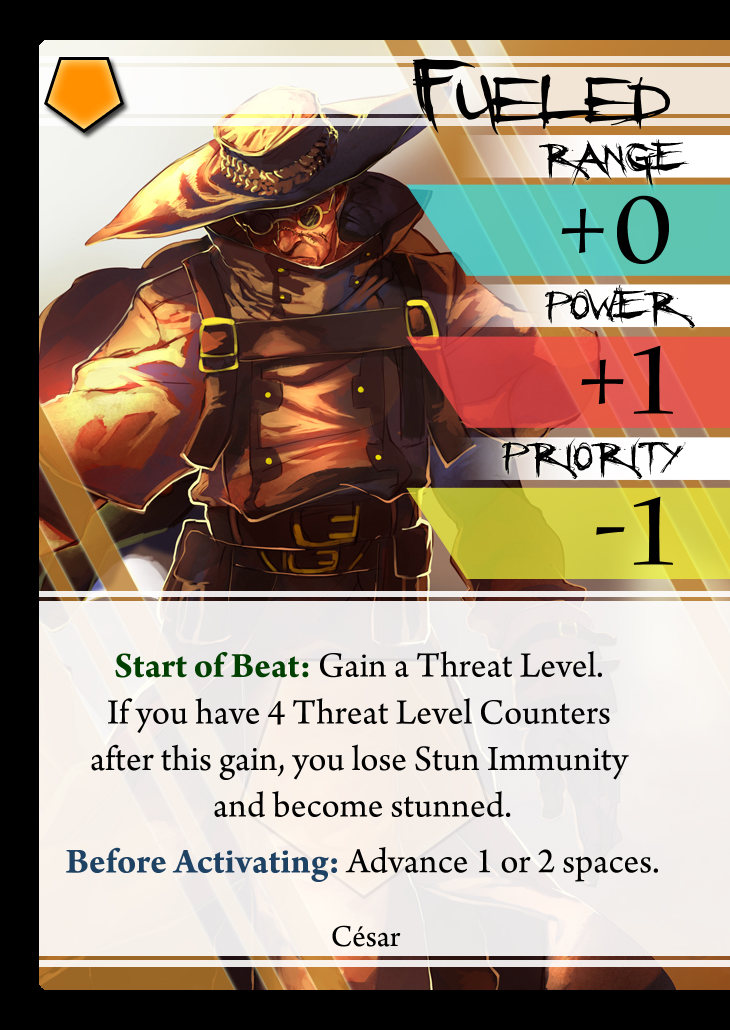 Fueled
Range
+0
Power
+1
Priority
-1
Start of Beat: Gain a Threat Level.
If you have 4 Threat Level Counters
after this gain, you lose Stun Immunity
and become stunned.
Before Activating: Advance 1 or 2 spaces.
César